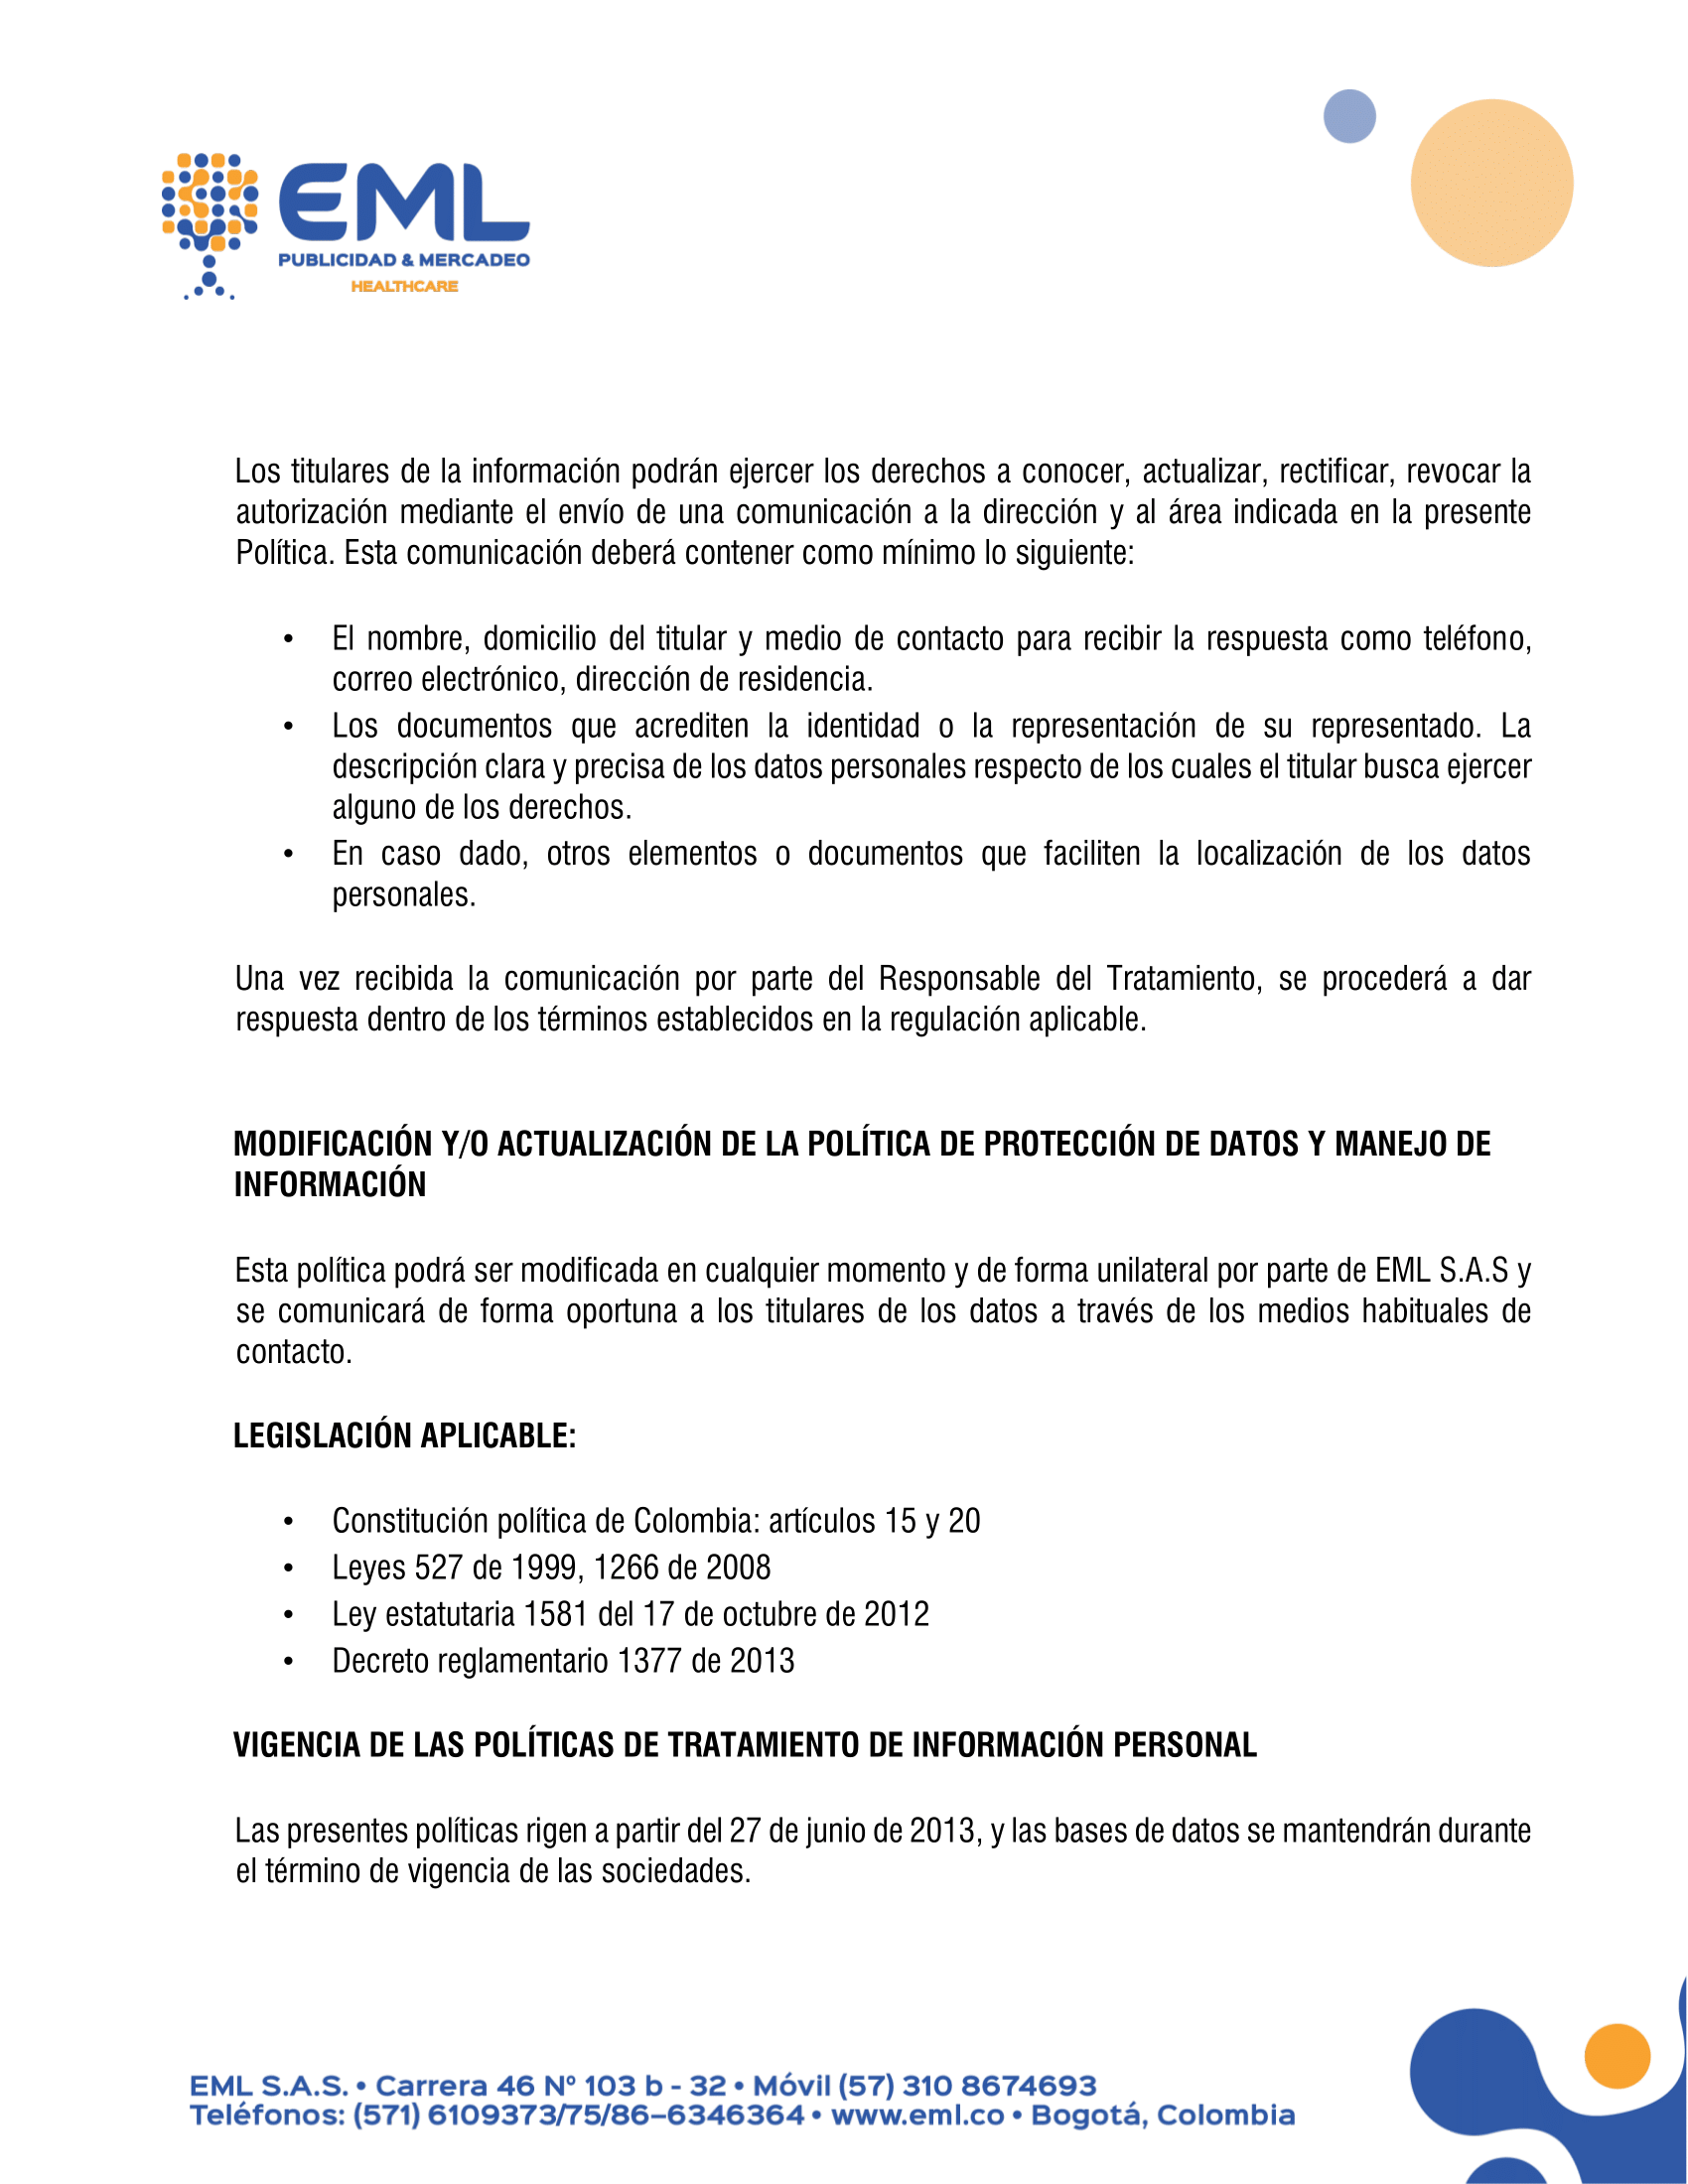 EML
PUBLICIDAD & MERCADEO
HEALTHCARE
Los titulares de la información podrán ejercer los derechos a conocer, actualizar, rectificar, revocar la
autorización mediante el envío de una comunicación a la dirección y al área indicada en la presente
Política. Esta comunicación deberá contener como mínimo lo siguiente:
• El nombre, domicilio del titular y medio de contacto para recibir la respuesta como teléfono,
correo electrónico, dirección de residencia.
• Los documentos que acrediten la identidad o la representación de su representado. La
descripción clara y precisa de los datos personales respecto de los cuales el titular busca ejercer
alguno de los derechos.
• En caso dado, otros elementos o documentos que faciliten la localización de los datos
personales.
Una vez recibida la comunicación por parte del Responsable del Tratamiento, se procederá a dar
respuesta dentro de los términos establecidos en la regulación aplicable.
MODIFICACIÓN Y/O ACTUALIZACIÓN DE LA POLÍTICA DE PROTECCIÓN DE DATOS Y MANEJO DE
INFORMACIÓN
Esta política podrá ser modificada en cualquier momento y de forma unilateral por parte de EML S.A.S y
se comunicará de forma oportuna a los titulares de los datos a través de los medios habituales de
contacto.
LEGISLACIÓN APLICABLE:
• Constitución política de Colombia: artículos 15 y 20
• Leyes 527 de 1999, 1266 de 2008
• Ley estatutaria 1581 del 17 de octubre de 2012
• Decreto reglamentario 1377 de 2013
VIGENCIA DE LAS POLÍTICAS DE TRATAMIENTO DE INFORMACIÓN PERSONAL
Las presentes políticas rigen a partir del 27 de junio de 2013, y las bases de datos se mantendrán durante
el término de vigencia de las sociedades.
EML S.A.S. • Carrera 46 Nº 103 b - 32 • Móvil (57) 310 8674693
Teléfonos: (571) 6109373/75/86–6346364 • www.eml.co • Bogotá, Colombia